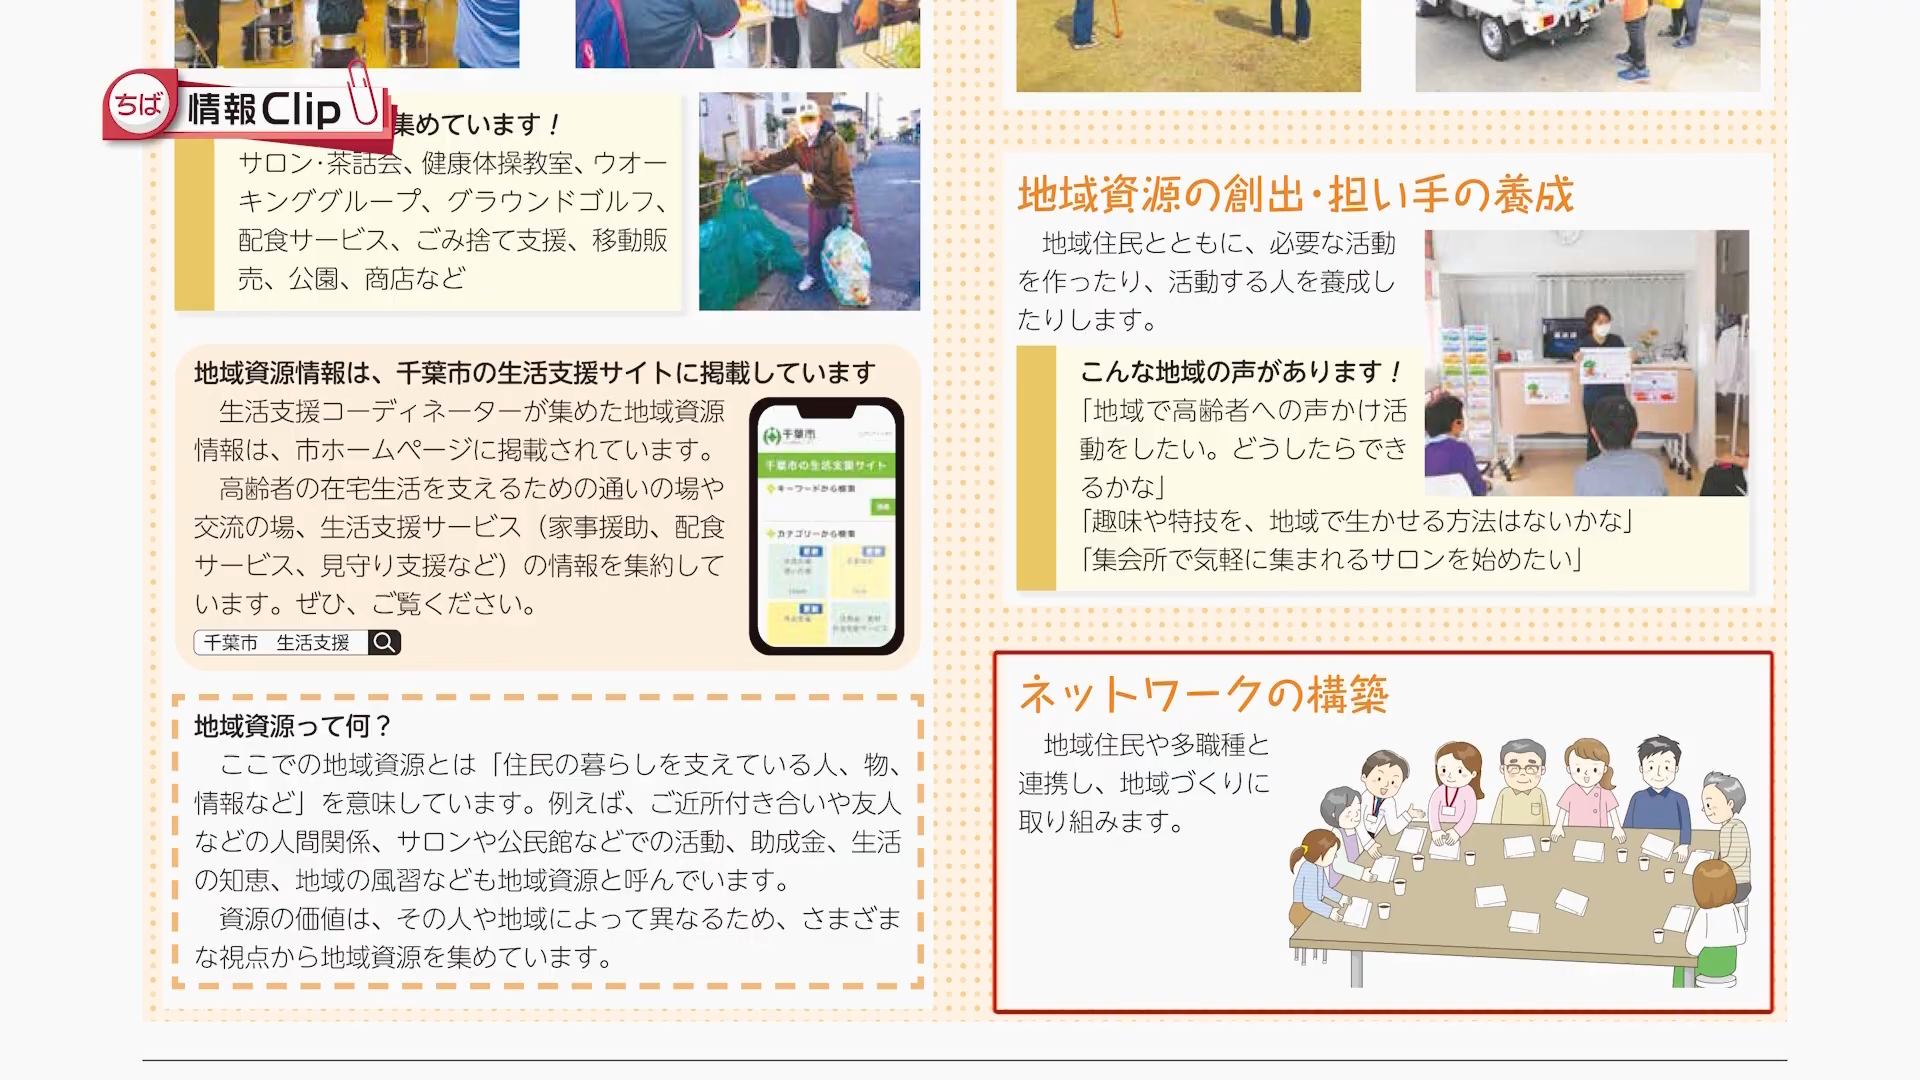 ちば 情報Clip
集めています！
サロン・茶話会、健康体操教室、ウオー
キンググループ、グラウンドゴルフ、
配食サービス、ごみ捨て支援、移動販
売、公園、商店など
地域資源情報は、千葉市の生活支援サイトに掲載しています
　生活支援コーディネーターが集めた地域資源
情報は、市ホームページに掲載されています。
　高齢者の在宅生活を支えるための通いの場や
交流の場、生活支援サービス（家事援助、配食
サービス、見守り支援など）の情報を集約して
います。ぜひ、ご覧ください。
千葉市　生活支援
千葉市
千葉市の生活支援サイト
キーワードから検索
カテゴリーから検索
地域資源って何？
　ここでの地域資源とは「住民の暮らしを支えている人、物、
情報など」を意味しています。例えば、ご近所付き合いや友人
などの人間関係、サロンや公民館などでの活動、助成金、生活
の知恵、地域の風習なども地域資源と呼んでいます。
　資源の価値は、その人や地域によって異なるため、さまざま
な視点から地域資源を集めています。
地域資源の創出・担い手の養成
　地域住民とともに、必要な活動
を作ったり、活動する人を養成し
たりします。
こんな地域の声があります！
「地域で高齢者への声かけ活
動をしたい。どうしたらでき
るかな」
「趣味や特技を、地域で生かせる方法はないかな」
「集会所で気軽に集まれるサロンを始めたい」
ネットワークの構築
　地域住民や多職種と
連携し、地域づくりに
取り組みます。